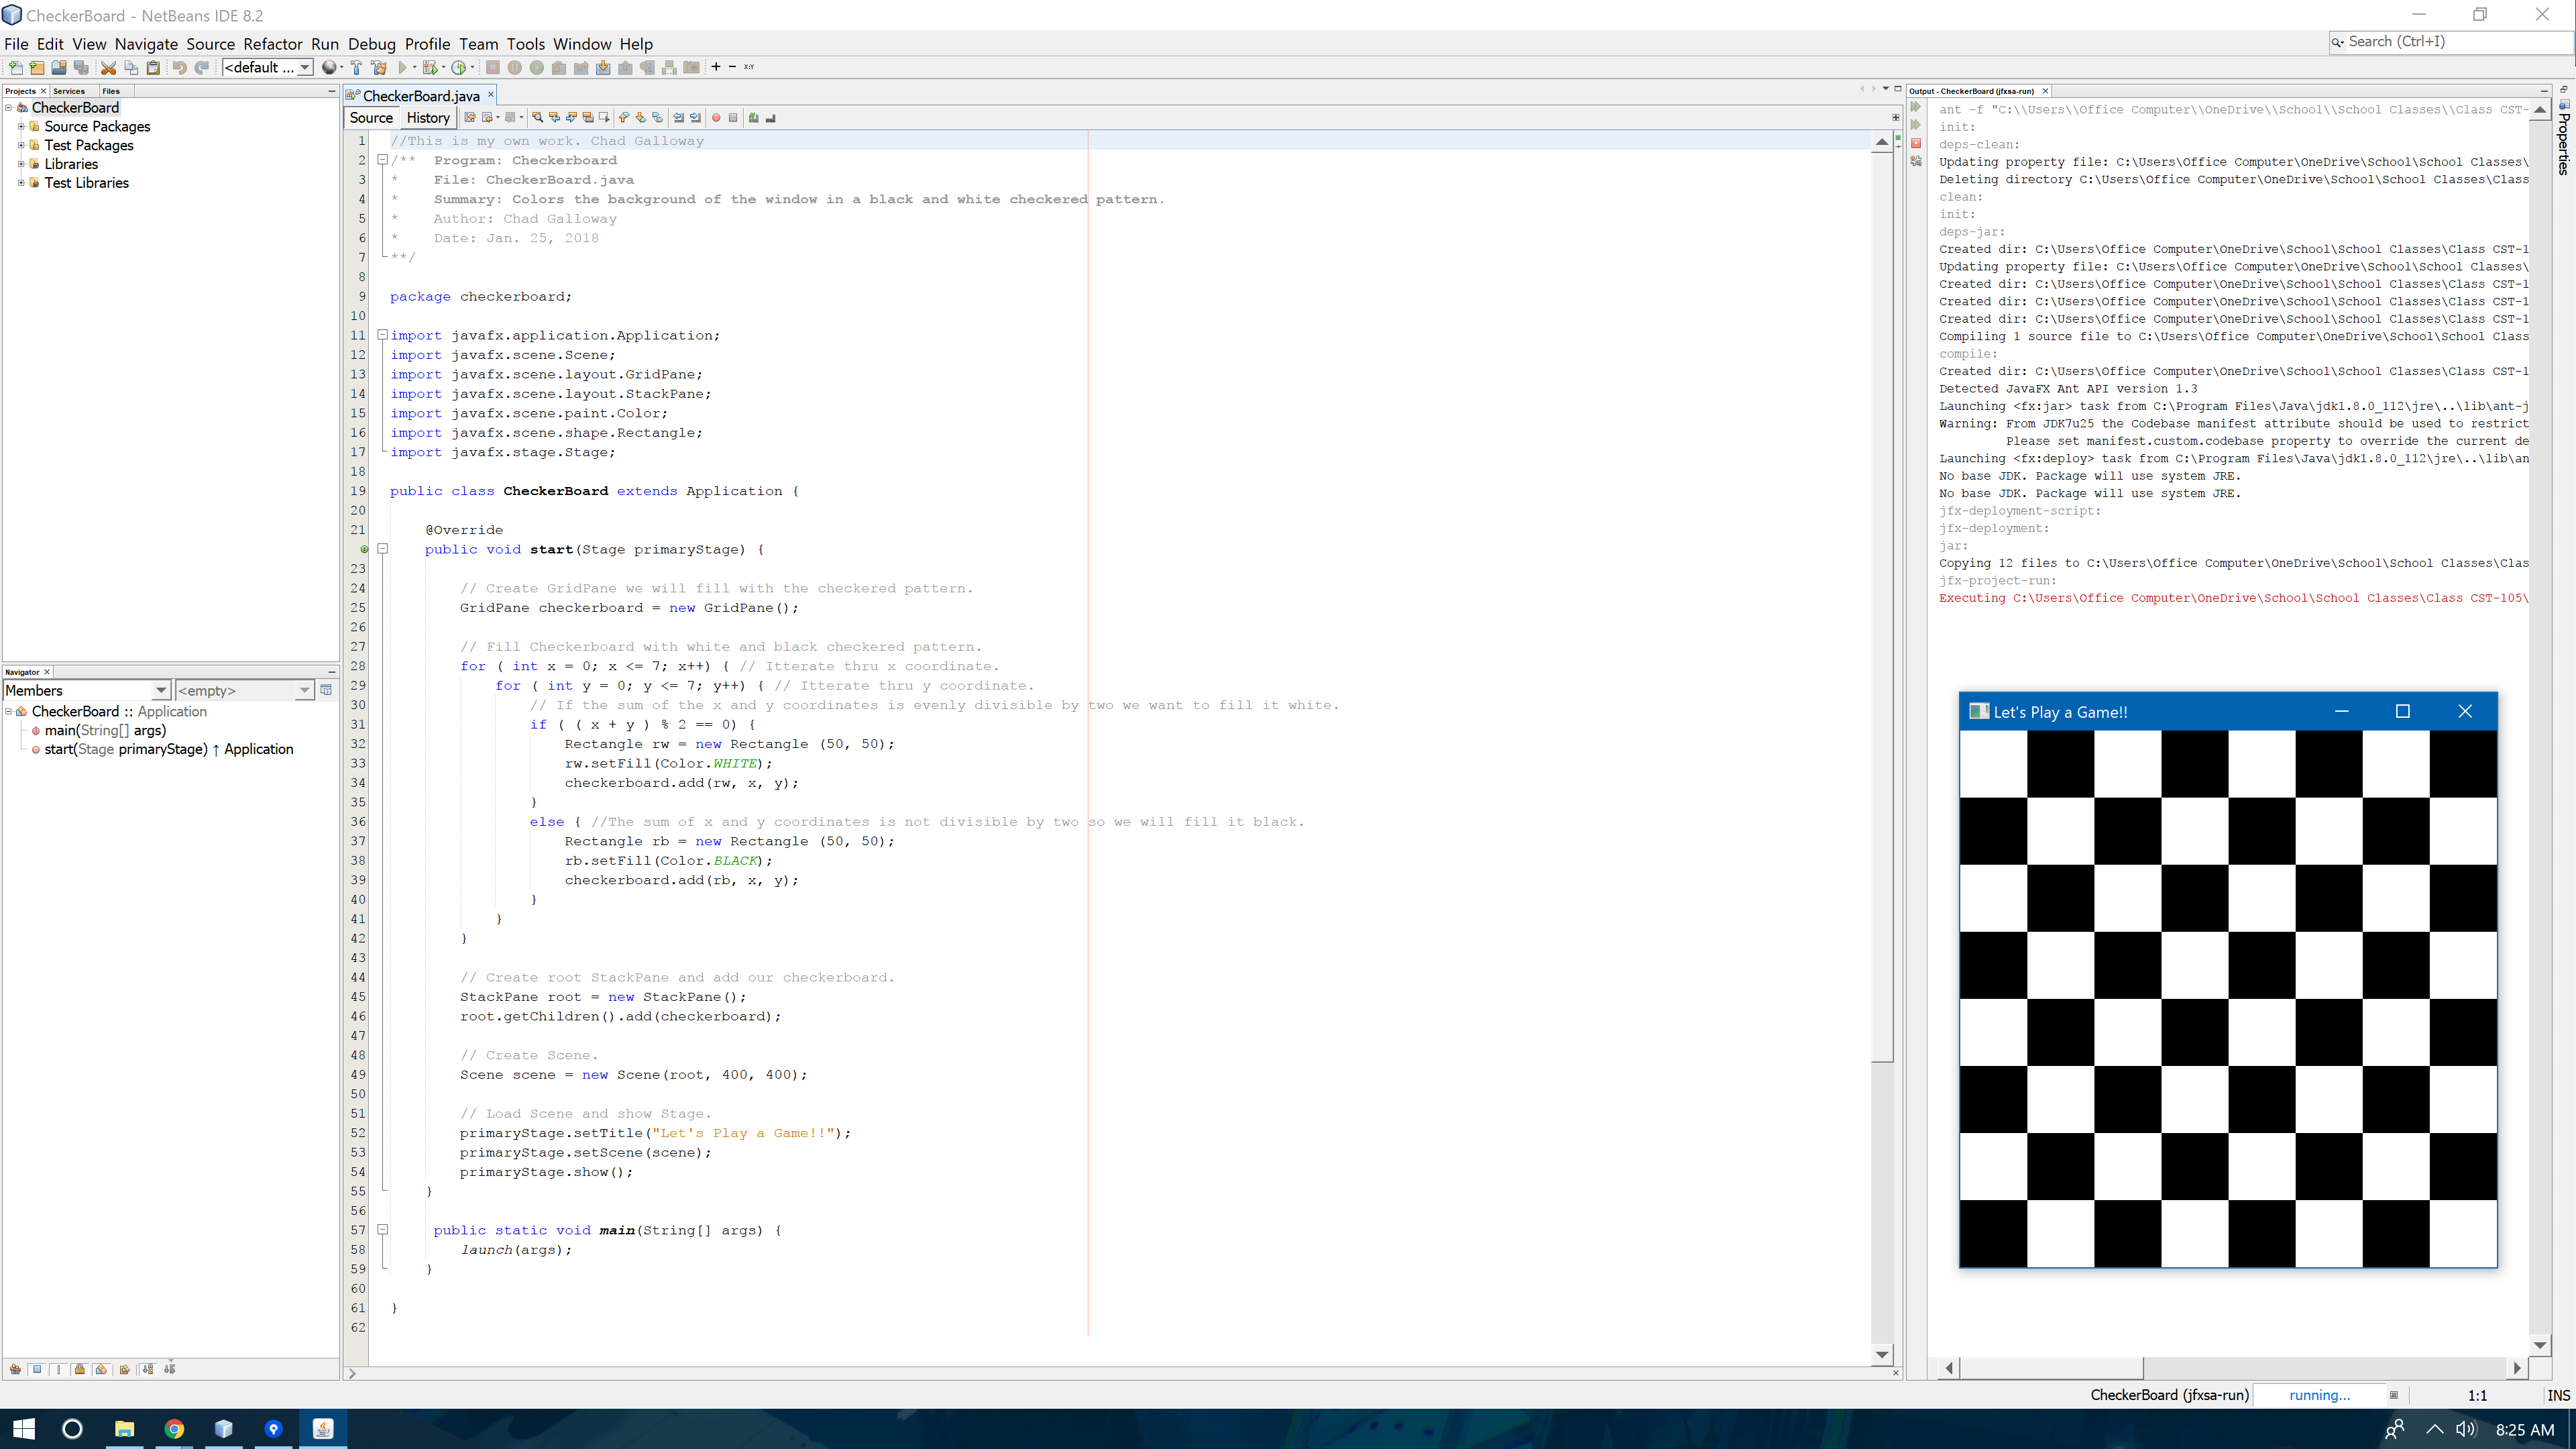 CheckerBoard - NetBeans IDE 8.2
File Edit View Navigate Source Refactor Run Debug Profile Team Tools Window Help
Search (Ctrl+I)
<default ...
Projects
Services
Files
CheckerBoard
Source Packages
Test Packages
Libraries
Test Libraries
Navigator
Members
<empty>
CheckerBoard :: Application
main(String[] args)
start(Stage primaryStage) ↑ Application
CheckerBoard.java
Source History
1 //This is my own work. Chad Galloway
2 /** Program: Checkerboard
3 * File: CheckerBoard.java
4 * Summary: Colors the background of the window in a black and white checkered pattern.
5 * Author: Chad Galloway
6 * Date: Jan. 25, 2018
7 **/
8
9 package checkerboard;
10
11 import javafx.application.Application;
12 import javafx.scene.Scene;
13 import javafx.scene.layout.GridPane;
14 import javafx.scene.layout.StackPane;
15 import javafx.scene.paint.Color;
16 import javafx.scene.shape.Rectangle;
17 import javafx.stage.Stage;
18
19 public class CheckerBoard extends Application {
20
21 @Override
public void start(Stage primaryStage) {
23
24 // Create GridPane we will fill with the checkered pattern.
25 GridPane checkerboard = new GridPane();
26
27 // Fill Checkerboard with white and black checkered pattern.
28 for ( int x = 0; x <= 7; x++) { // Itterate thru x coordinate.
29 for ( int y = 0; y <= 7; y++) { // Itterate thru y coordinate.
30 // If the sum of the x and y coordinates is evenly divisible by two we want to fill it white.
31 if ( ( x + y ) % 2 == 0) {
32 Rectangle rw = new Rectangle (50, 50);
33 rw.setFill(Color.WHITE);
34 checkerboard.add(rw, x, y);
35 }
36 else { //The sum of x and y coordinates is not divisible by two so we will fill it black.
37 Rectangle rb = new Rectangle (50, 50);
38 rb.setFill(Color.BLACK);
39 checkerboard.add(rb, x, y);
40 }
41 }
42 }
43
44 // Create root StackPane and add our checkerboard.
45 StackPane root = new StackPane();
46 root.getChildren().add(checkerboard);
47
48 // Create Scene.
49 Scene scene = new Scene(root, 400, 400);
50
51 // Load Scene and show Stage.
52 primaryStage.setTitle("Let's Play a Game!!");
53 primaryStage.setScene(scene);
54 primaryStage.show();
55 }
56
57 public static void main(String[] args) {
58 launch(args);
59 }
60
61 }
62
Output - CheckerBoard (jfxsa-run)
ant -f "C:\\Users\\Office Computer\\OneDrive\\School\\School Classes\\Class CST-
init:
deps-clean:
Updating property file: C:\Users\Office Computer\OneDrive\School\School Classes\
Deleting directory C:\Users\Office Computer\OneDrive\School\School Classes\Class
clean:
init:
deps-jar:
Created dir: C:\Users\Office Computer\OneDrive\School\School Classes\Class CST-1
Updating property file: C:\Users\Office Computer\OneDrive\School\School Classes\
Created dir: C:\Users\Office Computer\OneDrive\School\School Classes\Class CST-1
Created dir: C:\Users\Office Computer\OneDrive\School\School Classes\Class CST-1
Created dir: C:\Users\Office Computer\OneDrive\School\School Classes\Class CST-1
Compiling 1 source file to C:\Users\Office Computer\OneDrive\School\School Class
compile:
Created dir: C:\Users\Office Computer\OneDrive\School\School Classes\Class CST-1
Detected JavaFX Ant API version 1.3
Launching <fx:jar> task from C:\Program Files\Java\jdk1.8.0_112\jre\..\lib\ant-j
Warning: From JDK7u25 the Codebase manifest attribute should be used to restrict
Please set manifest.custom.codebase property to override the current de
Launching <fx:deploy> task from C:\Program Files\Java\jdk1.8.0_112\jre\..\lib\an
No base JDK. Package will use system JRE.
No base JDK. Package will use system JRE.
jfx-deployment-script:
jfx-deployment:
jar:
Copying 12 files to C:\Users\Office Computer\OneDrive\School\School Classes\Clas
jfx-project-run:
Executing C:\Users\Office Computer\OneDrive\School\School Classes\Class CST-105\
Properties
Let's Play a Game!!
CheckerBoard (jfxsa-run) running... 1:1 INS
8:25 AM